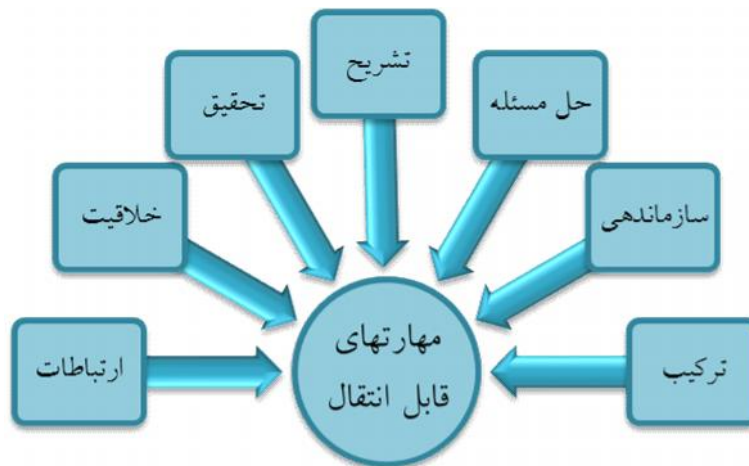 تشریح
حل مسئله
تحقیق
سازماندهی
خلاقیت
ترکیب
ارتباطات
مهارتهای
قابل انتقال